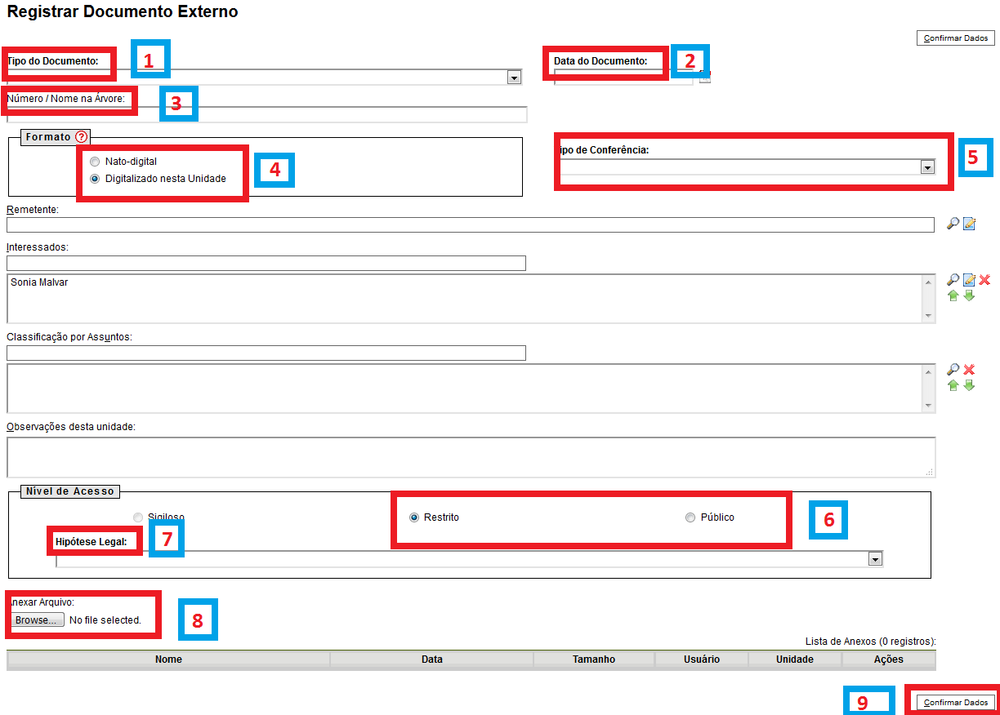 Registrar Documento Externo
Confirmar Dados
Tipo do Documento:
1
Data do Documento:
2
Número / Nome na Árvore:
3
Formato ?
Nato-digital
Digitalizado nesta Unidade
4
ipo de Conferência:
5
Remetente:
Interessados:
Sonia Malvar
Classificação por Assuntos:
Observações desta unidade:
Nível de Acesso
Sigiloso
Restrito
Público
6
Hipótese Legal:
7
Anexar Arquivo:
Browse... No file selected.
8
Lista de Anexos (0 registros):
Nome Data Tamanho Usuário Unidade Ações
9
Confirmar Dados